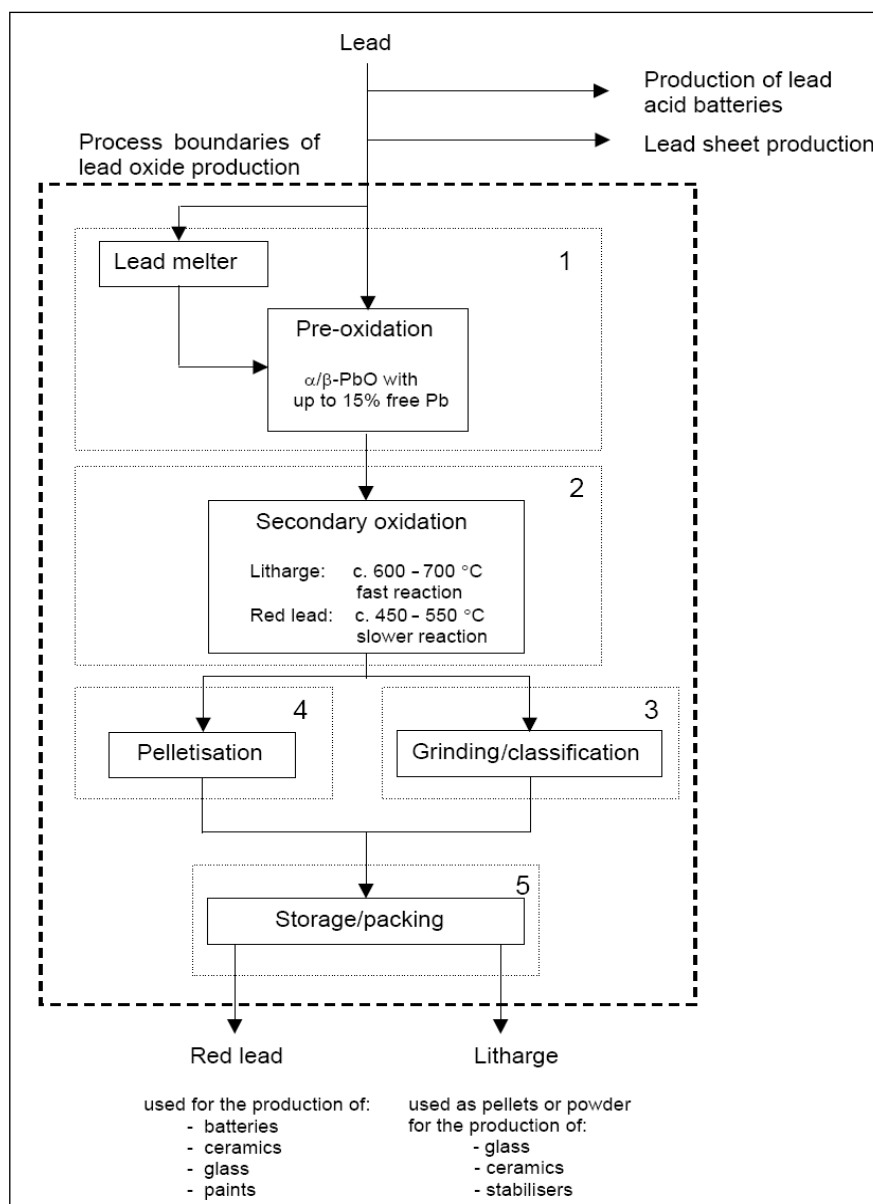 Lead
Production of lead
acid batteries
Lead sheet production
Process boundaries of
lead oxide production
1
Lead melter
Pre-oxidation
α/β-PbO with
up to 15% free Pb
2
Secondary oxidation
Litharge: c. 600 – 700 °C
fast reaction
Red lead: c. 450 – 550 °C
slower reaction
4
Pelletisation
3
Grinding/classification
5
Storage/packing
Red lead
used for the production of:
- batteries
- ceramics
- glass
- paints
Litharge
used as pellets or powder
for the production of:
- glass
- ceramics
- stabilisers